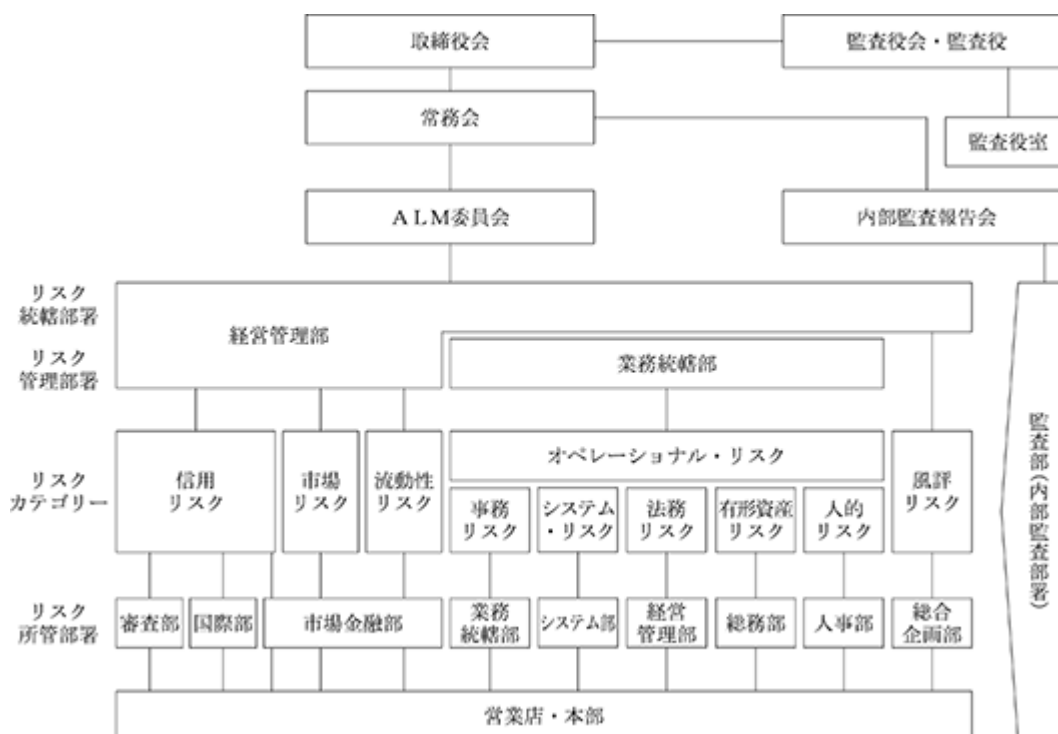 取締役会
監査役会・監査役
常務会
監査役室
ALM委員会
内部監査報告会
リスク
統轄部署
経営管理部
リスク
管理部署
業務統轄部
リスク
カテゴリー
信用
リスク
市場
リスク
流動性
リスク
オペレーショナル・リスク
事務
リスク
システム
・リスク
法務
リスク
有形資産
リスク
人的
リスク
風評
リスク
リスク
所管部署
審査部
国際部
市場金融部
業務
統轄部
システム部
経営
管理部
総務部
人事部
総合
企画部
営業店・本部
監査部(内部監査部署)